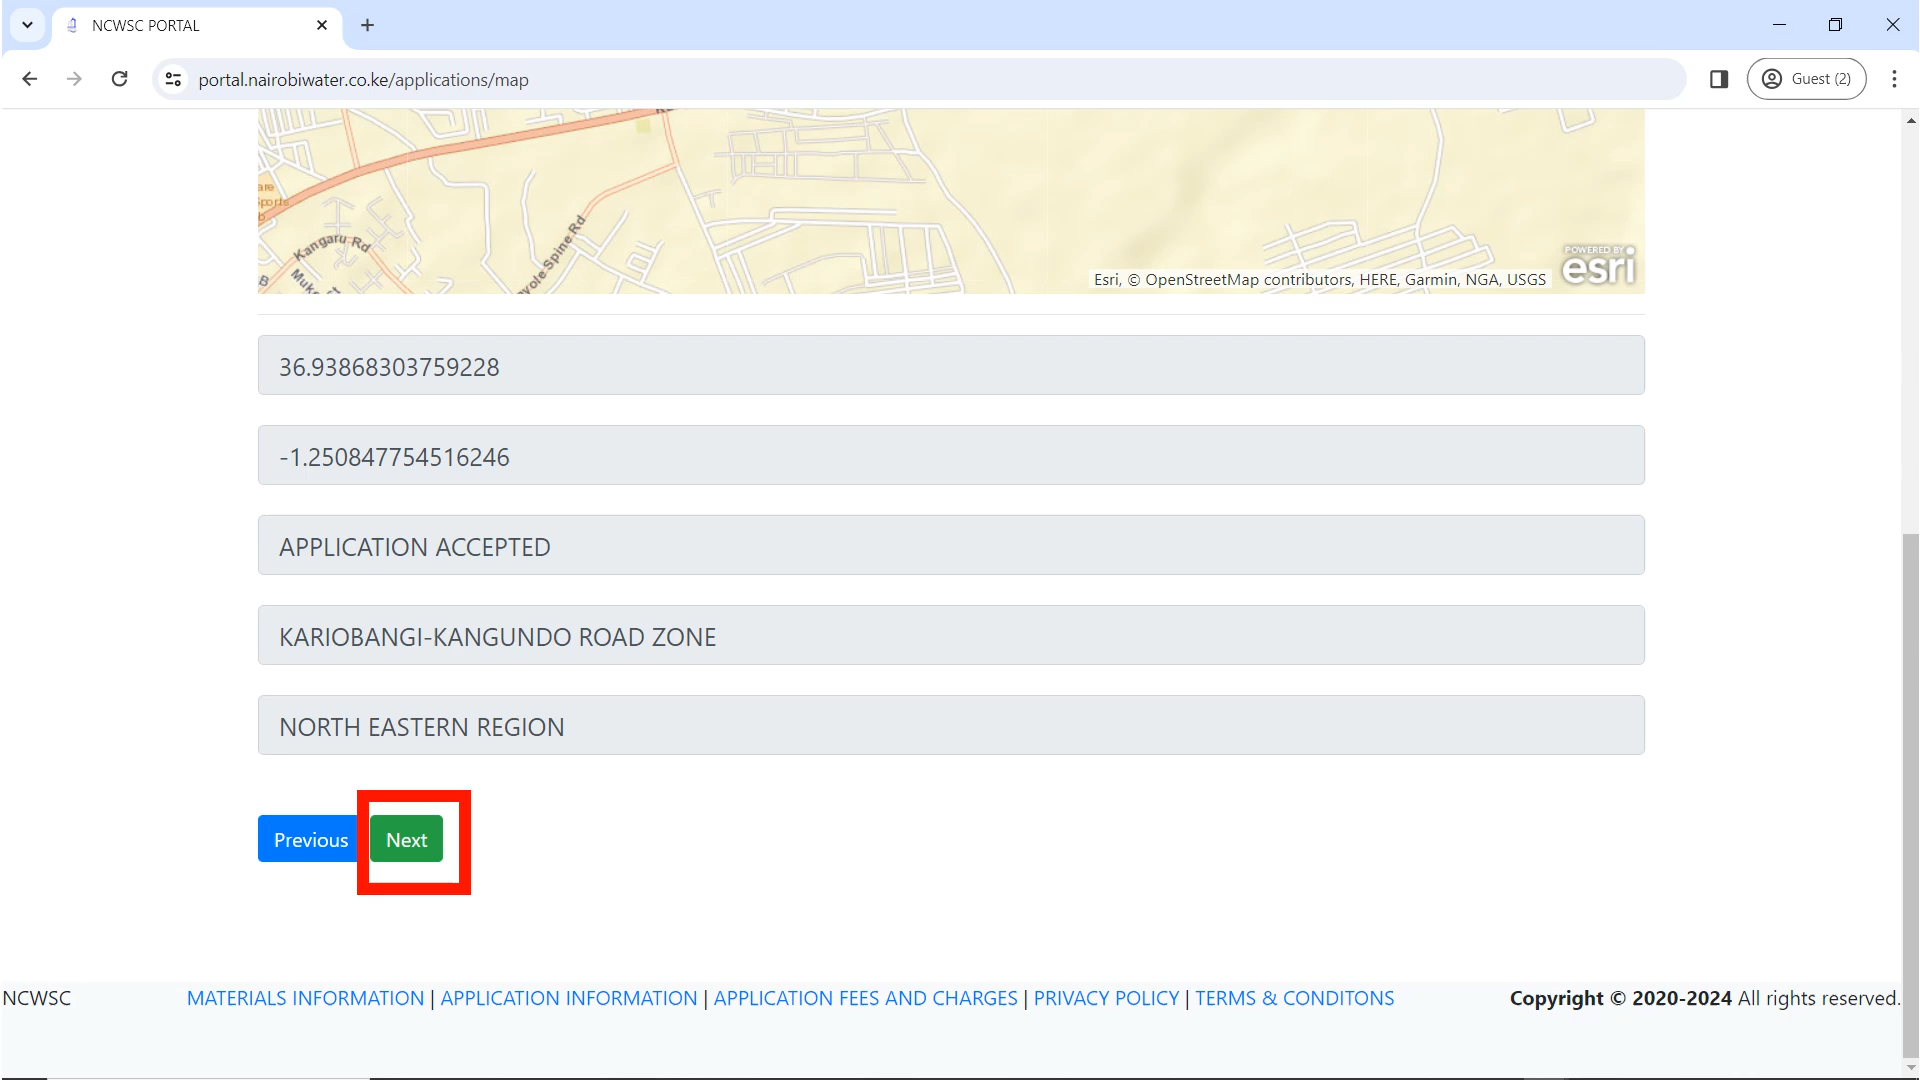 NCWSC PORTAL
portal.nairobiwater.co.ke/applications/map
Guest (2)
Kangaru Rd
POWERED BY
esri
Esri, © OpenStreetMap contributors, HERE, Garmin, NGA, USGS
36.93868303759228
-1.250847754516246
APPLICATION ACCEPTED
KARIOBANGI-KANGUNDO ROAD ZONE
NORTH EASTERN REGION
Previous
Next
NCWSC
MATERIALS INFORMATION | APPLICATION INFORMATION | APPLICATION FEES AND CHARGES | PRIVACY POLICY | TERMS & CONDITONS
Copyright © 2020-2024 All rights reserved.